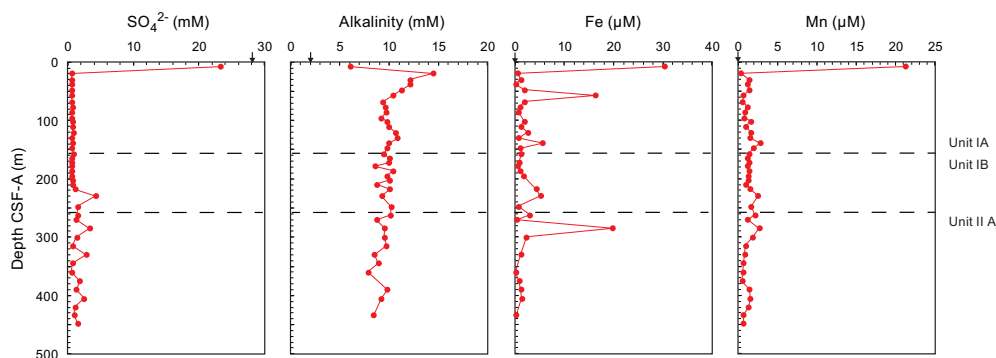 SO₄²⁻ (mM) Alkalinity (mM) Fe (µM) Mn (µM)
0 10 20 30 0 5 10 15 20 0 10 20 30 40 0 5 10 15 20 25
0
100
Unit IA
Unit IB
200
Unit II A
300
400
500
Depth CSF-A (m)